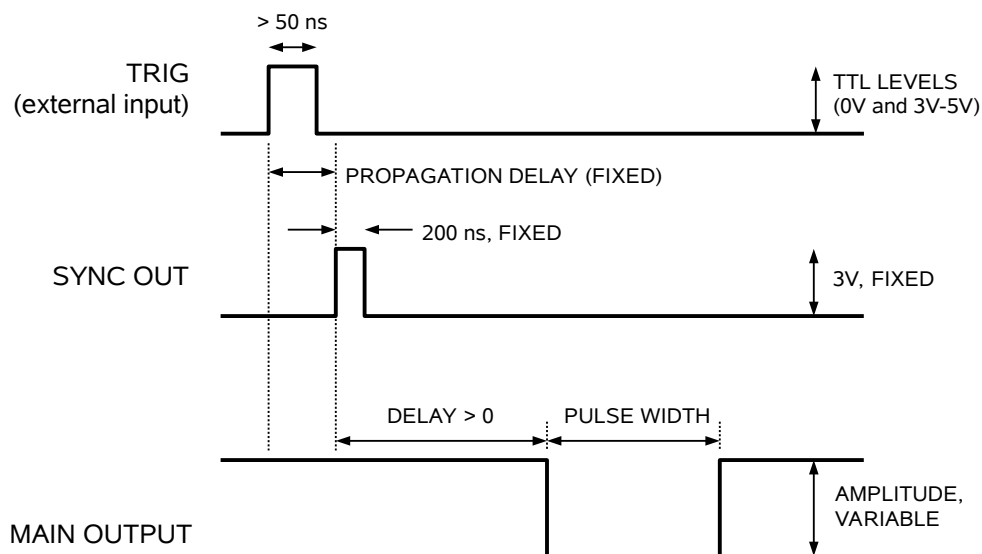 > 50 ns
TRIG
(external input)
TTL LEVELS
(0V and 3V-5V)
PROPAGATION DELAY (FIXED)
200 ns, FIXED
SYNC OUT
3V, FIXED
DELAY > 0
PULSE WIDTH
MAIN OUTPUT
AMPLITUDE,
VARIABLE